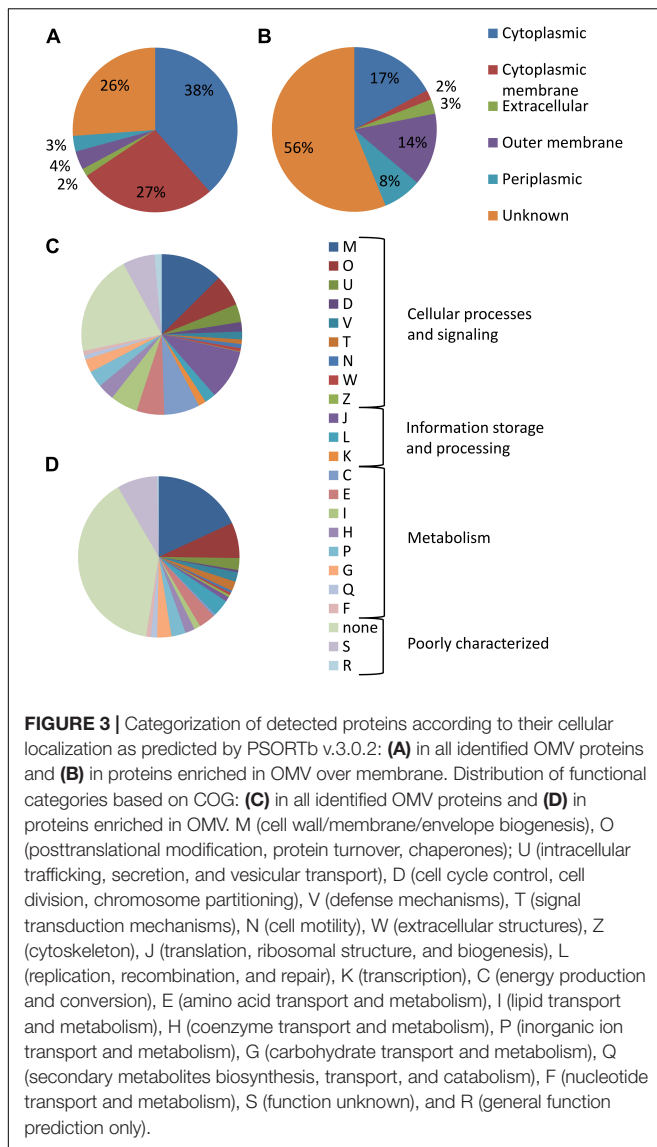 A
B
38%
27%
2%
4%
3%
26%
17%
2%
3%
14%
8%
56%
Cytoplasmic
Cytoplasmic
membrane
Extracellular
Outer membrane
Periplasmic
Unknown
C
D
M
O
U
D
V
T
N
W
Z
J
L
K
C
E
I
H
P
G
Q
F
none
S
R
Cellular processes
and signaling
Information storage
and processing
Metabolism
Poorly characterized
FIGURE 3 | Categorization of detected proteins according to their cellular
localization as predicted by PSORTb v.3.0.2: (A) in all identified OMV proteins
and (B) in proteins enriched in OMV over membrane. Distribution of functional
categories based on COG: (C) in all identified OMV proteins and (D) in
proteins enriched in OMV. M (cell wall/membrane/envelope biogenesis), O
(posttranslational modification, protein turnover, chaperones); U (intracellular
trafficking, secretion, and vesicular transport), D (cell cycle control, cell
division, chromosome partitioning), V (defense mechanisms), T (signal
transduction mechanisms), N (cell motility), W (extracellular structures), Z
(cytoskeleton), J (translation, ribosomal structure, and biogenesis), L
(replication, recombination, and repair), K (transcription), C (energy production
and conversion), E (amino acid transport and metabolism), I (lipid transport
and metabolism), H (coenzyme transport and metabolism), P (inorganic ion
transport and metabolism), G (carbohydrate transport and metabolism), Q
(secondary metabolites biosynthesis, transport, and catabolism), F (nucleotide
transport and metabolism), S (function unknown), and R (general function
prediction only).